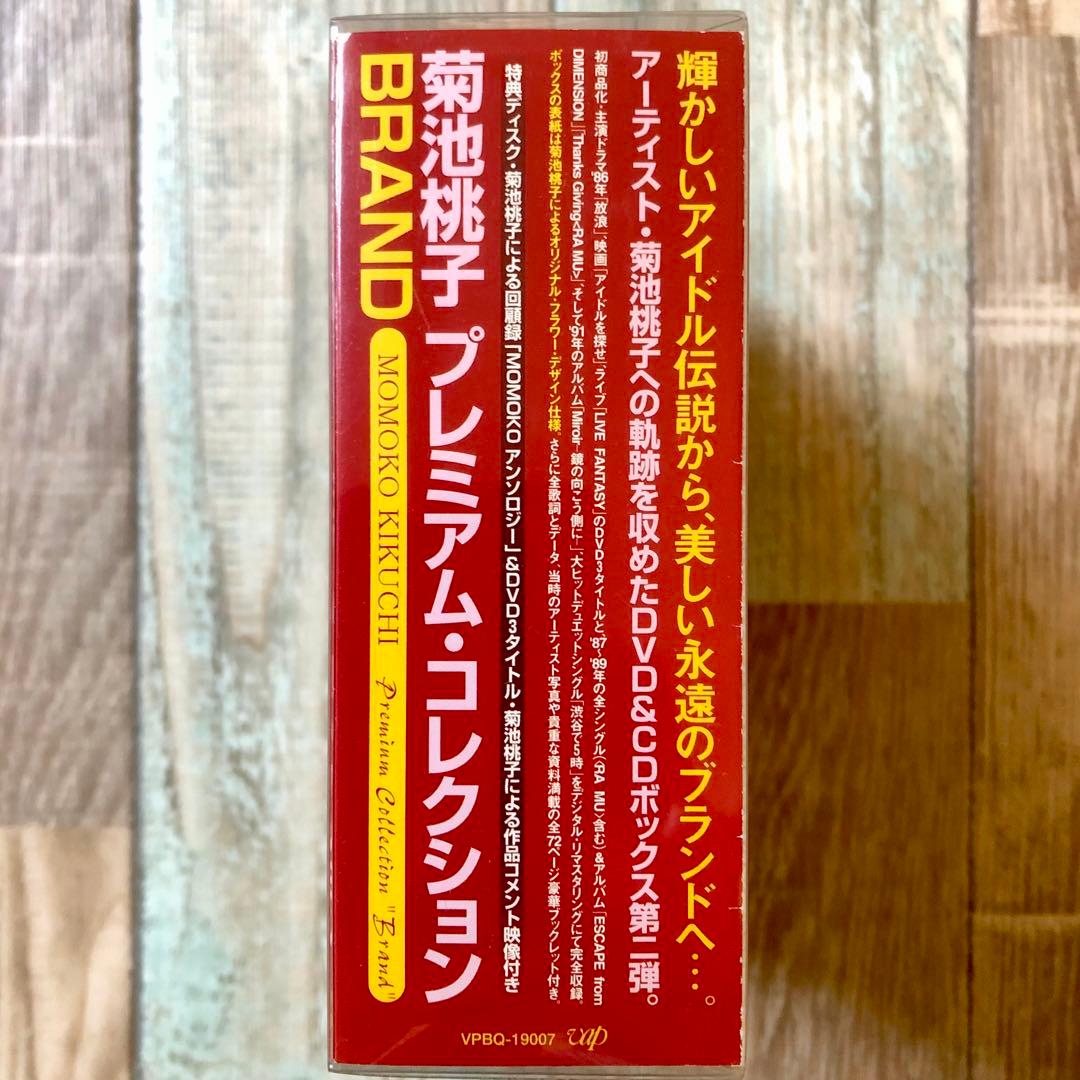 輝かしいアイドル伝説から、美しい永遠のブランドへ…。
アーティスト・菊池桃子への軌跡を収めたDVD&CDボックス第二弾。
初商品化・主演ドラマ'86年「放浪」、映画「アイドルを探せ」、ライブ「LIVE FANTASY」のDVD3タイトルと、'87〜'89年の全シングル(〈RA MU〉含む)&アルバム「ESCAPE from
DIMENSION」「Thanks Giving〈RA MU〉」、そして'91年のアルバム「Miroir-鏡の向こう側に-」、大ヒットデュエットシングル「渋谷で5時」をデジタル・リマスタリングにて完全収録。
ボックスの表紙は菊池桃子によるオリジナル・フラワー・デザイン仕様。さらに全歌詞とデータ、当時のアーティスト写真や貴重な資料満載の全72ページ豪華ブックレット付き。
特典ディスク・菊池桃子による回顧録「MOMOKO アンソロジー」&DVD3タイトル・菊池桃子による作品コメント映像付き
菊池桃子 プレミアム・コレクション
BRAND
MOMOKO KIKUCHI Premium Collection "Brand"
VPBQ-19007 vap